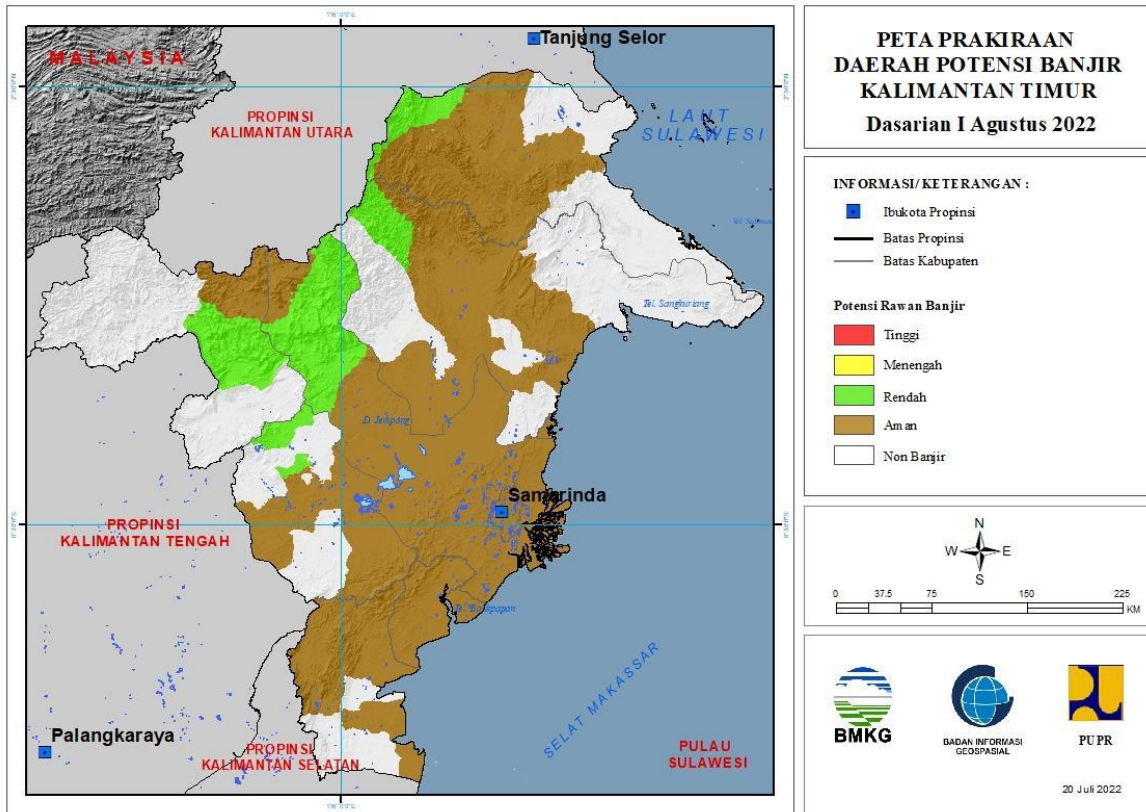 Tanjung Selor
MALAYSIA
PROPINSI
KALIMANTAN UTARA
LAUT
SULAWESI
Tel. Sangkuriang
D. Jempang
Samarinda
PROPINSI
KALIMANTAN TENGAH
Tel. Balikpapan
SELAT MAKASSAR
Palangkaraya
PROPINSI
KALIMANTAN SELATAN
PULAU
SULAWESI
PETA PRAKIRAAN
DAERAH POTENSI BANJIR
KALIMANTAN TIMUR
Dasarian I Agustus 2022
INFORMASI/KETERANGAN :
Ibukota Propinsi
Batas Propinsi
Batas Kabupaten
Potensi Rawan Banjir
Tinggi
Menengah
Rendah
Aman
Non Banjir
N
W E
S
0 37.5 75 150 225
KM
BMKG
BADAN INFORMASI
GEOSPASIAL
PUPR
20 Juli 2022